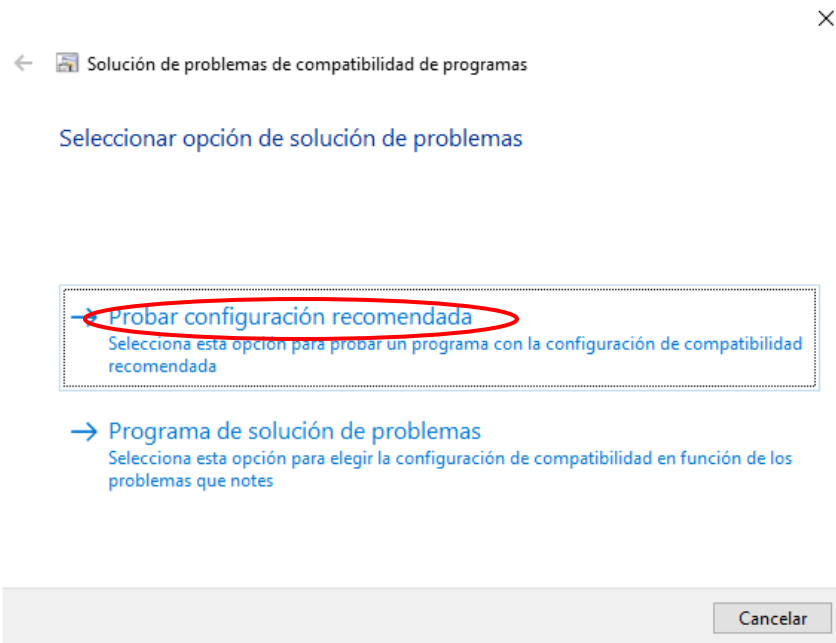 Solución de problemas de compatibilidad de programas
Seleccionar opción de solución de problemas
Probar configuración recomendada
Selecciona esta opción para probar un programa con la configuración de compatibilidad
recomendada
Programa de solución de problemas
Selecciona esta opción para elegir la configuración de compatibilidad en función de los
problemas que notes
Cancelar